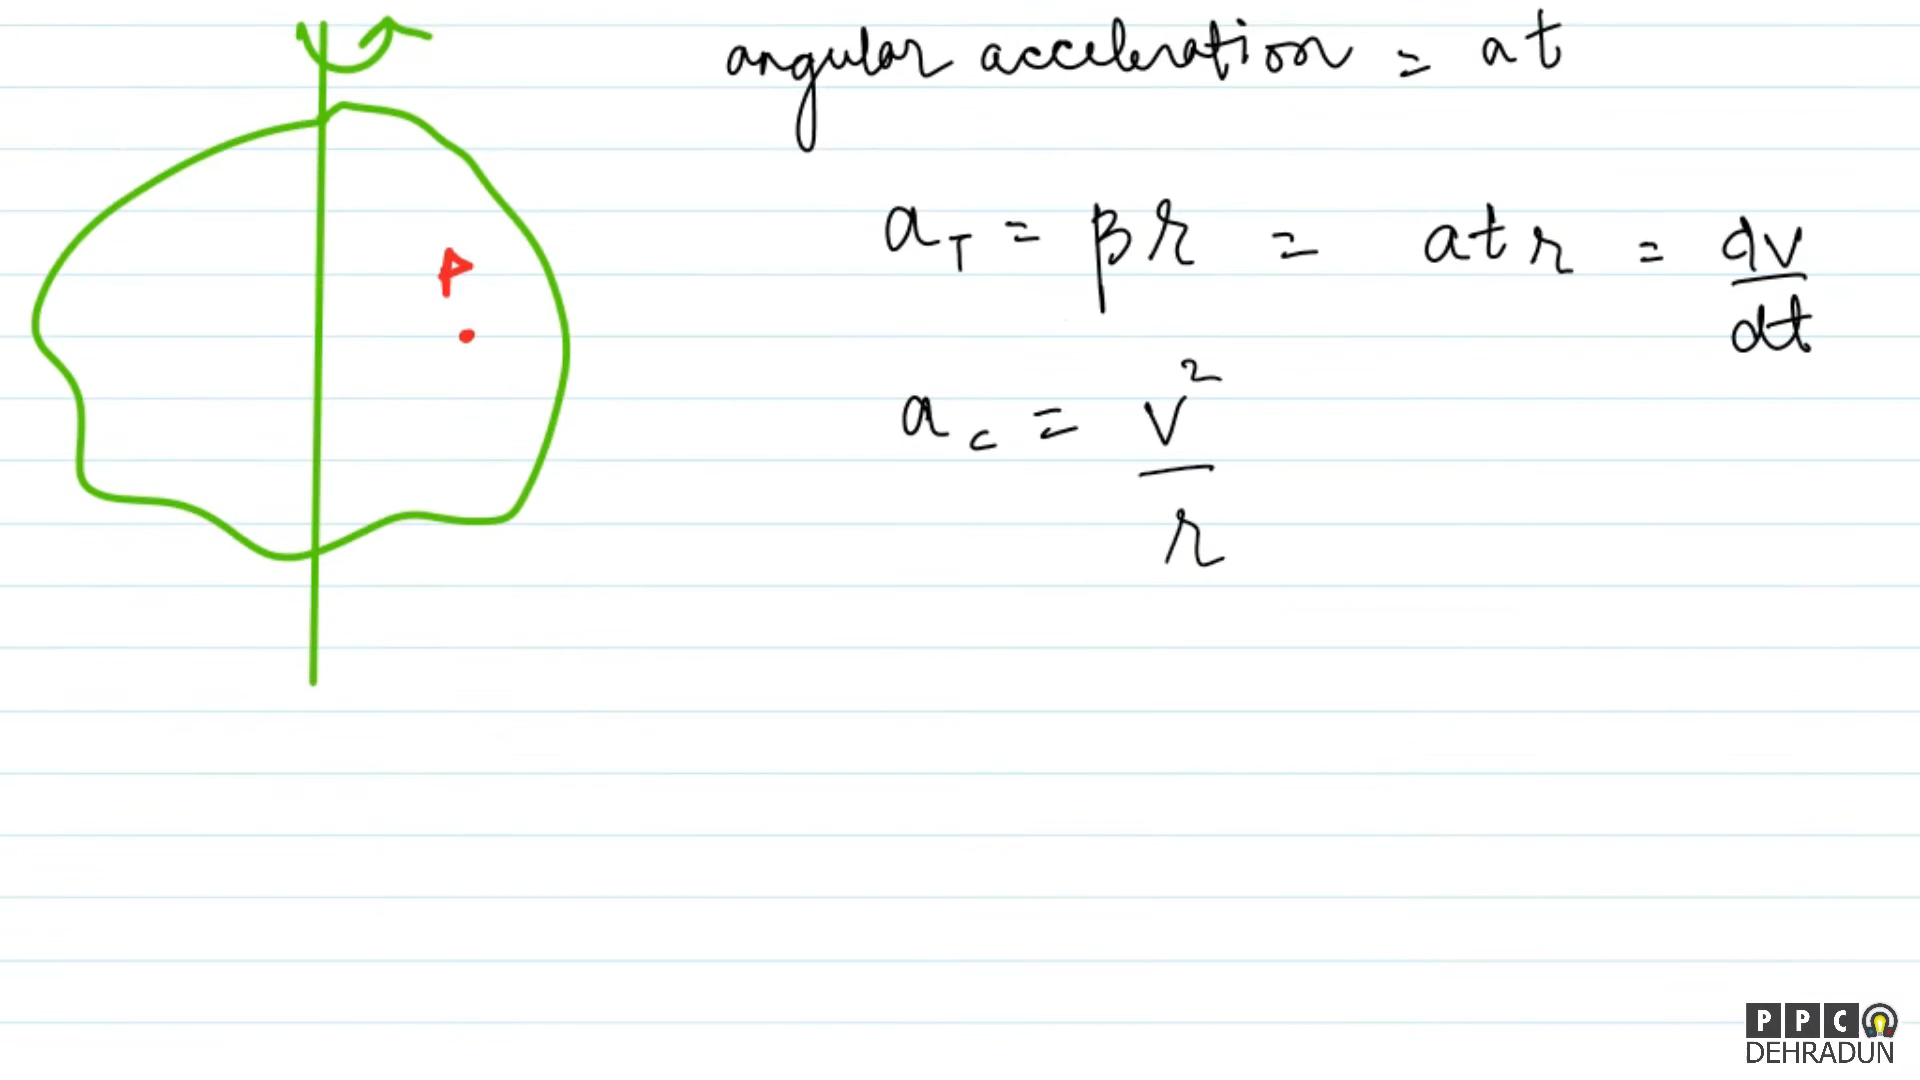 angular acceleration = at
a_T = βr = atr = dv/dt
P
a_c = v²/r
PPC
DEHRADUN